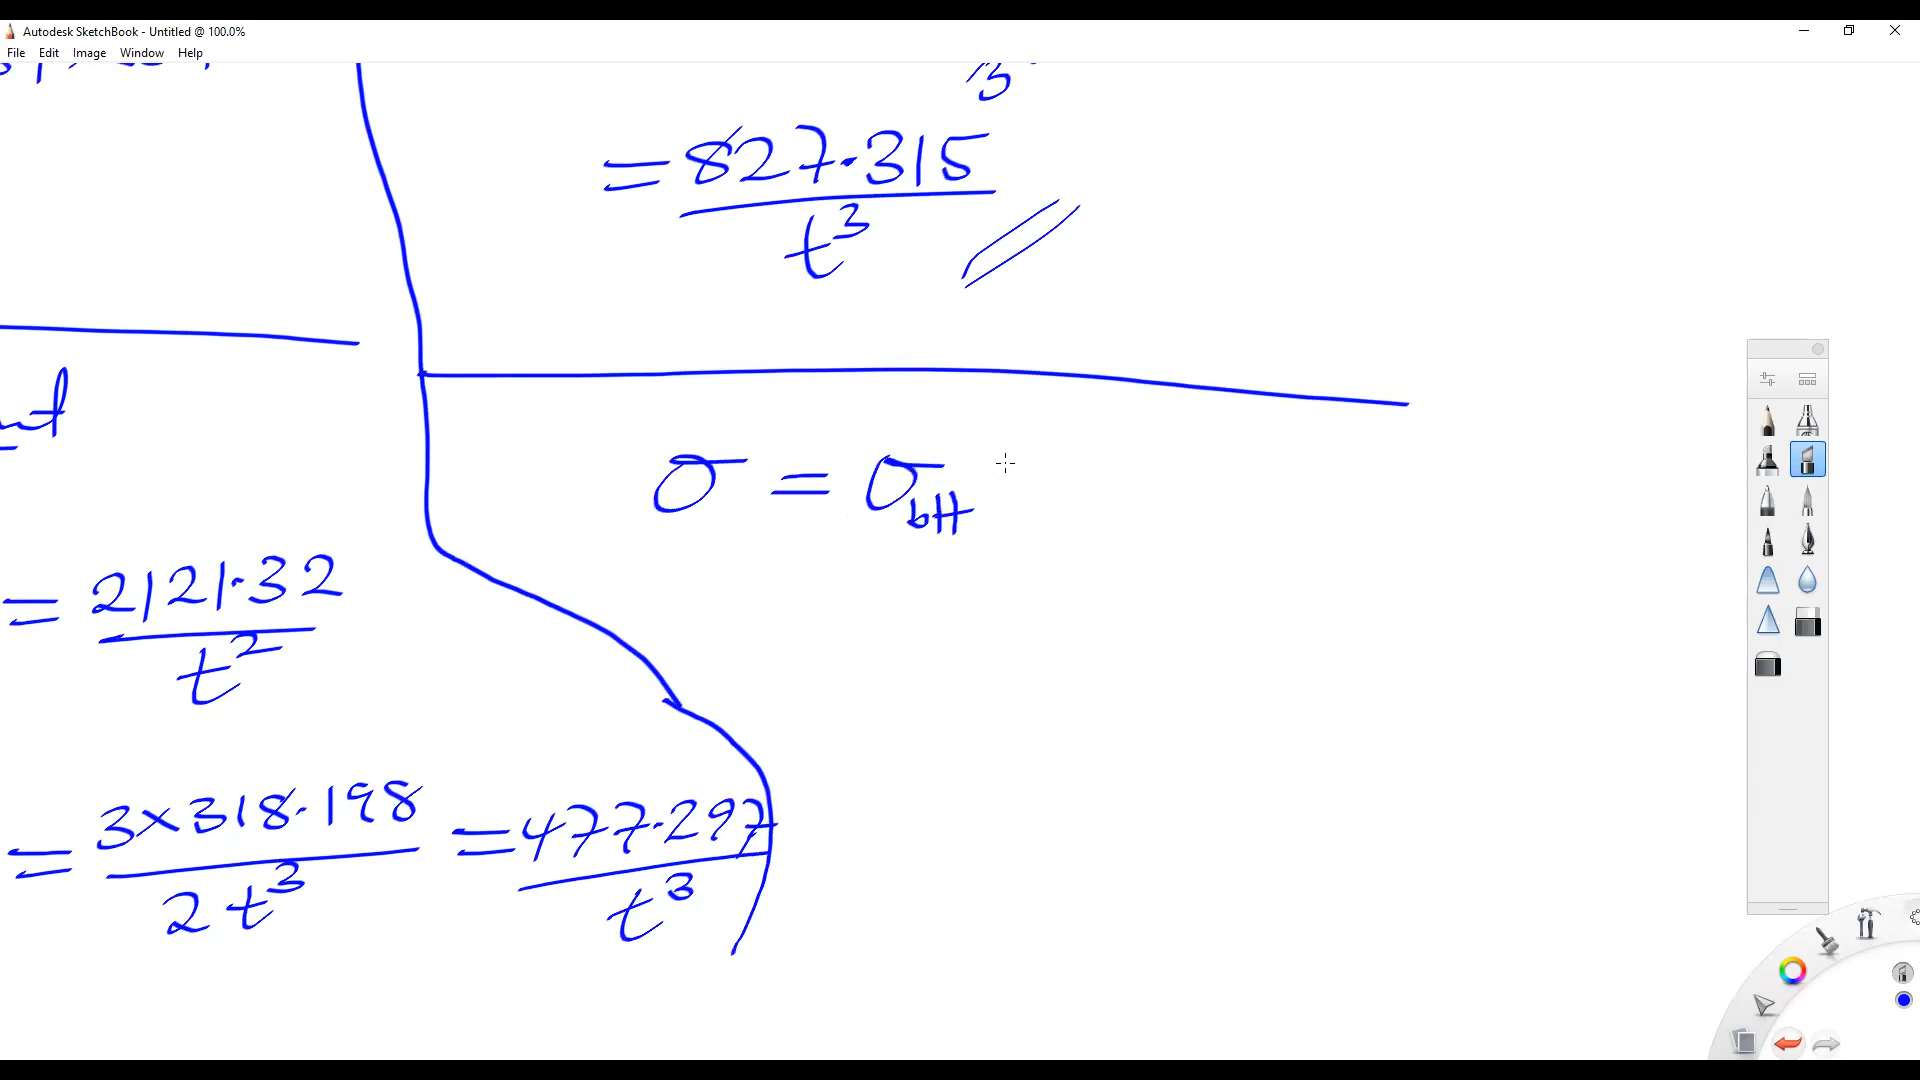 Autodesk SketchBook - Untitled @ 100.0%
File Edit Image Window Help
3
= 827.315
t³
σ = σbH
= 2121.32
t²
= 3×318.198 = 477.297
2t³ t³